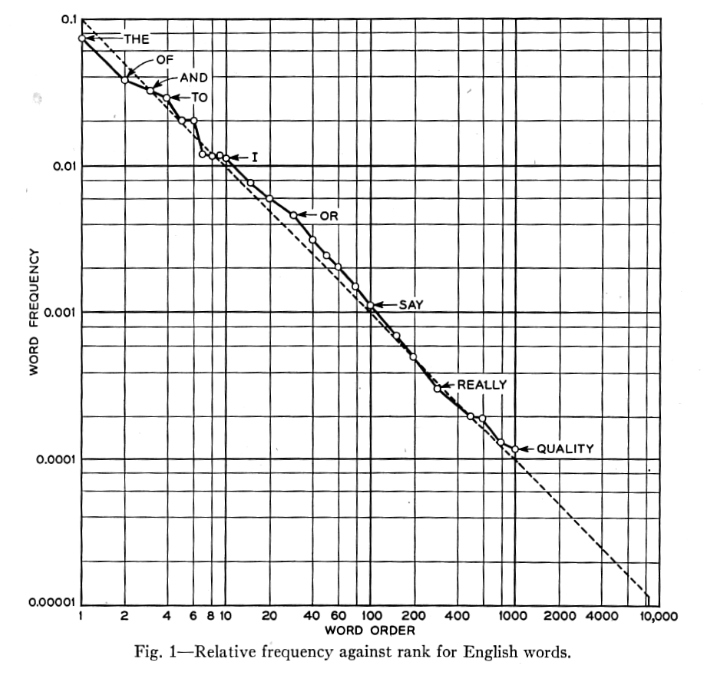 0.1
THE
OF
AND
TO
0.01
I
OR
WORD FREQUENCY
0.001
SAY
REALLY
0.0001
QUALITY
0.00001
1 2 4 6 8 10 20 40 60 100 200 400 1000 2000 4000 10,000
WORD ORDER
Fig. 1—Relative frequency against rank for English words.